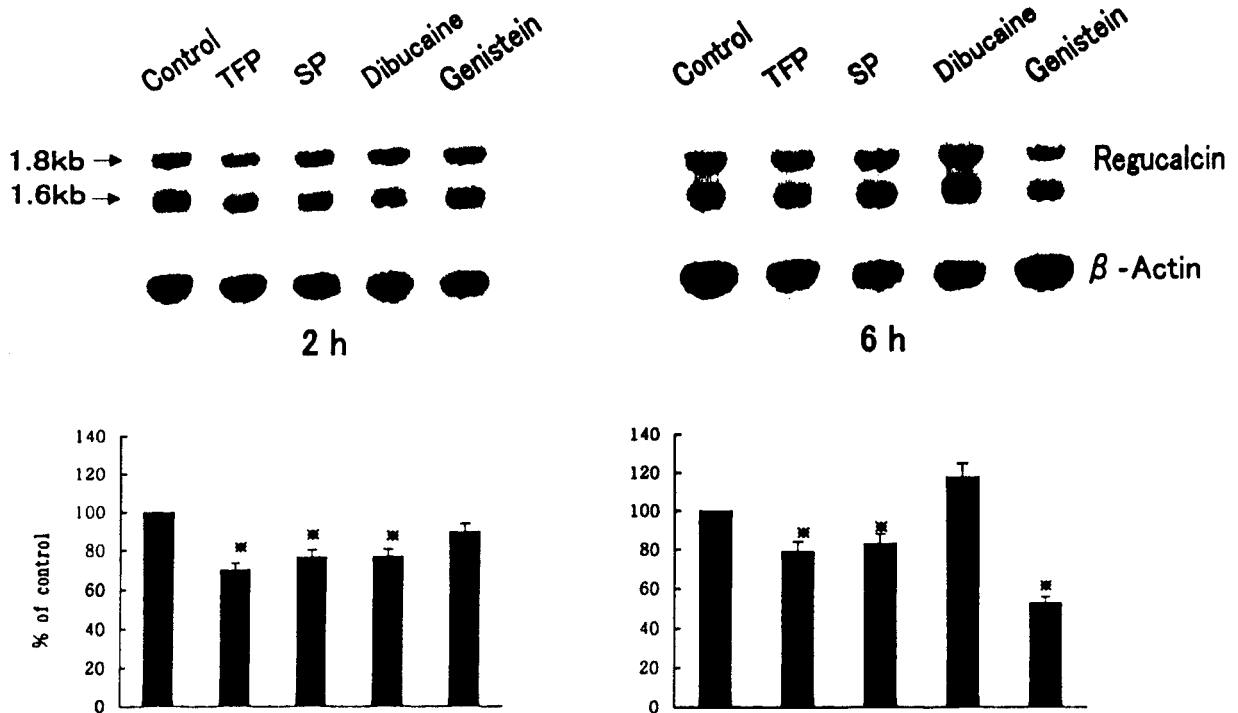 Control TFP SP Dibucaine Genistein
Control TFP SP Dibucaine Genistein
1.8kb →
1.6kb →
Regucalcin
β-Actin
2 h
6 h
% of control
140
120
100
80
60
40
20
0
※ ※ ※
140
120
100
80
60
40
20
0
※ ※ ※